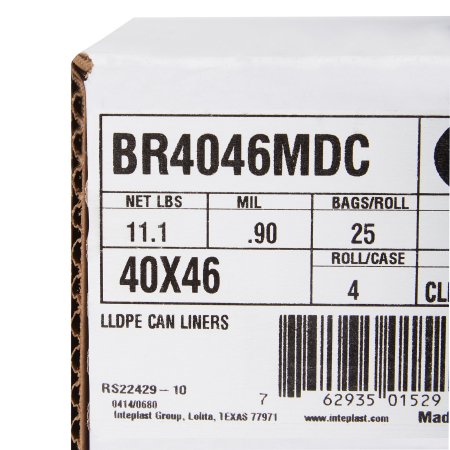 BR4046MDC
NET LBS MIL BAGS/ROLL
11.1 .90 25
40X46 ROLL/CASE
4
LLDPE CAN LINERS
RS22429-10
0414/0680
Inteplast Group, Lolita, TEXAS 77971
7 62935 01529
www.inteplast.com Made